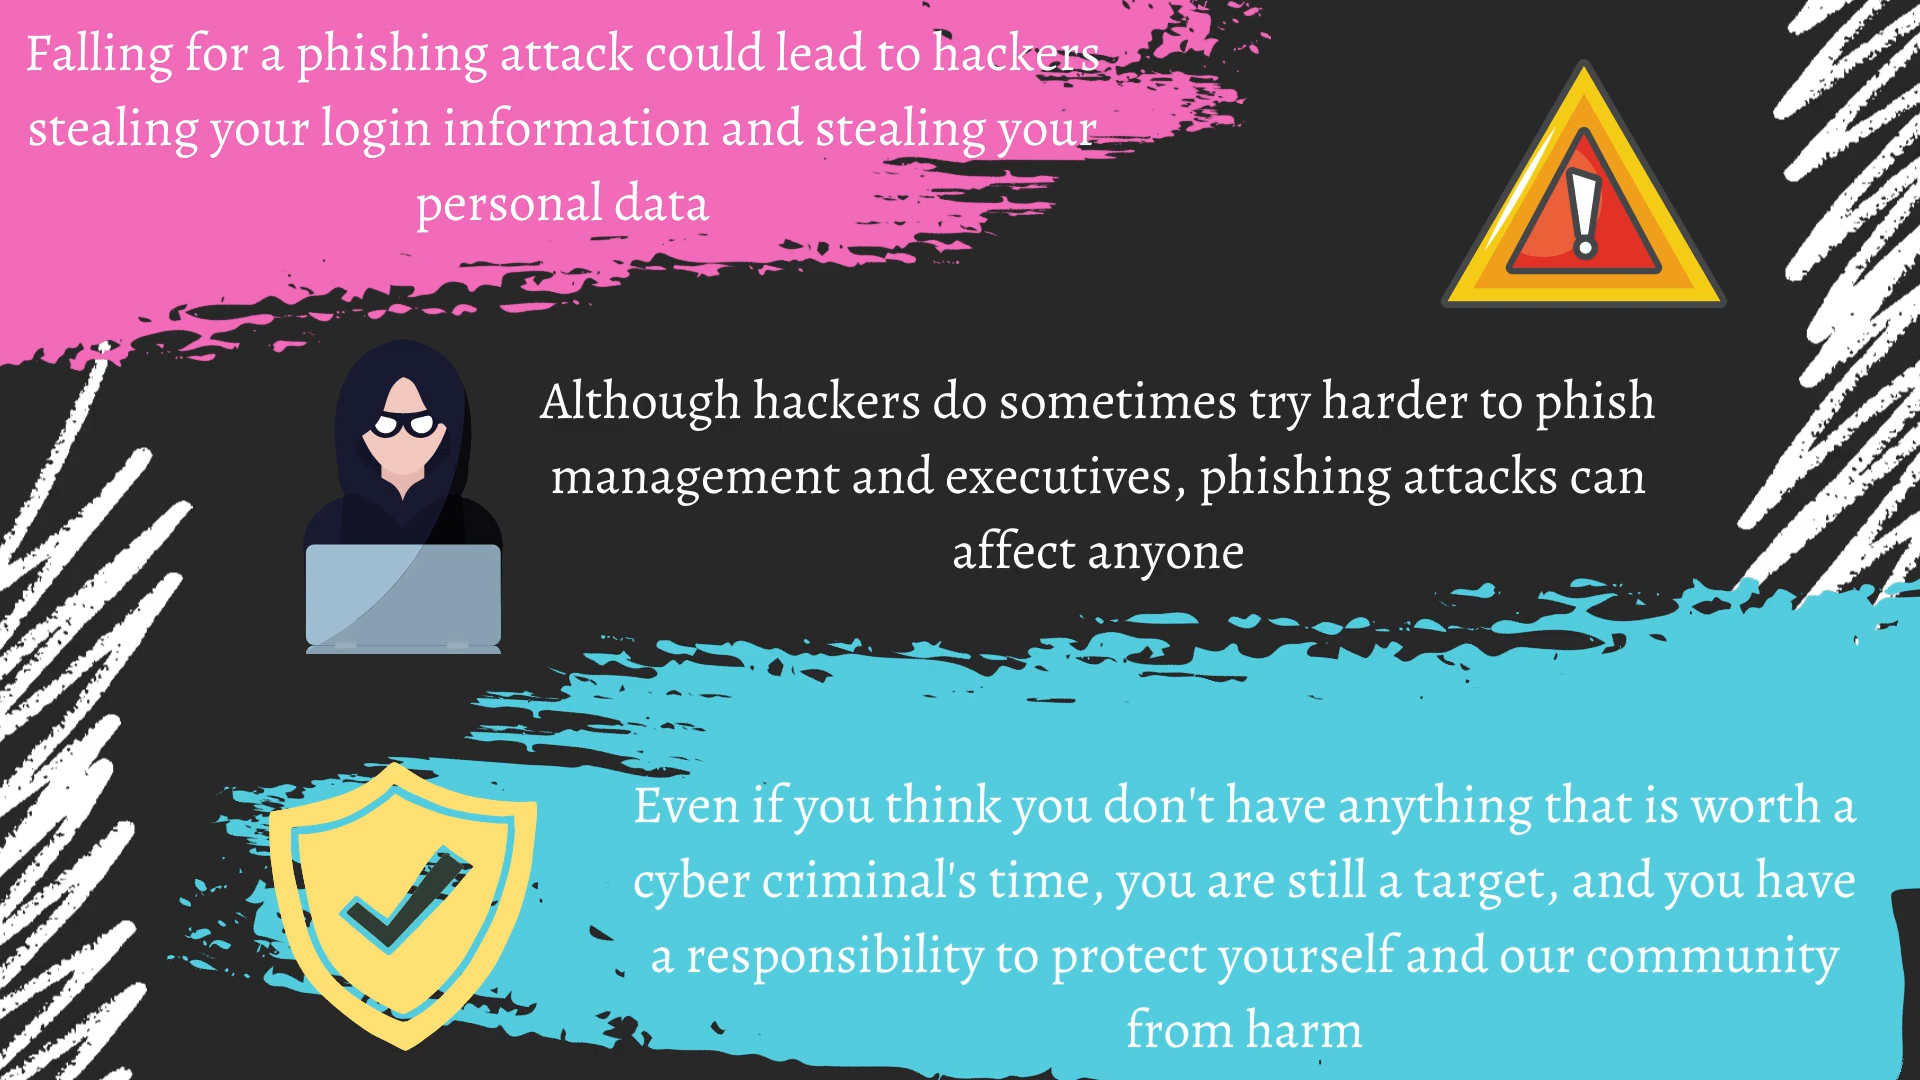 Falling for a phishing attack could lead to hackers
stealing your login information and stealing your
personal data
Although hackers do sometimes try harder to phish
management and executives, phishing attacks can
affect anyone
Even if you think you don't have anything that is worth a
cyber criminal's time, you are still a target, and you have
a responsibility to protect yourself and our community
from harm